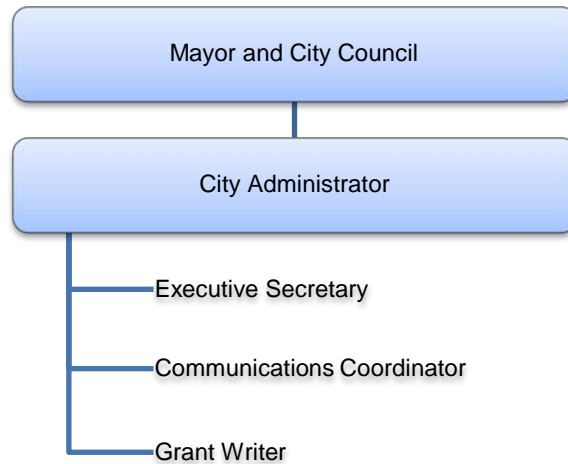 Mayor and City Council
City Administrator
Executive Secretary
Communications Coordinator
Grant Writer